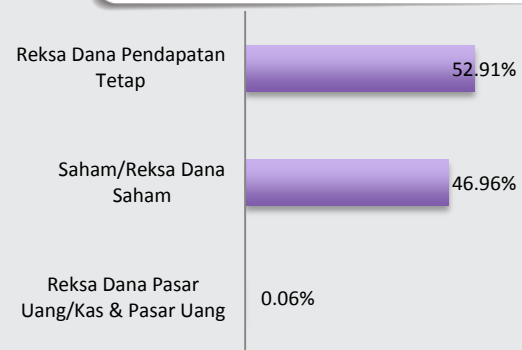 Reksa Dana Pendapatan
Tetap
52.91%
Saham/Reksa Dana
Saham
46.96%
Reksa Dana Pasar
Uang/Kas & Pasar Uang
0.06%